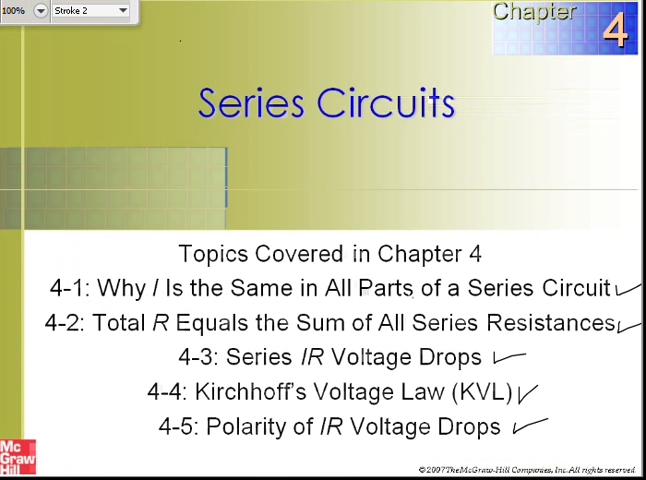 100% Stroke 2
Chapter
4
Series Circuits
Topics Covered in Chapter 4
4-1: Why I Is the Same in All Parts of a Series Circuit
4-2: Total R Equals the Sum of All Series Resistances
4-3: Series IR Voltage Drops
4-4: Kirchhoff's Voltage Law (KVL)
4-5: Polarity of IR Voltage Drops
Mc
Graw
Hill
©2007TheMcGraw-Hill Companies, Inc.All rights reserved.